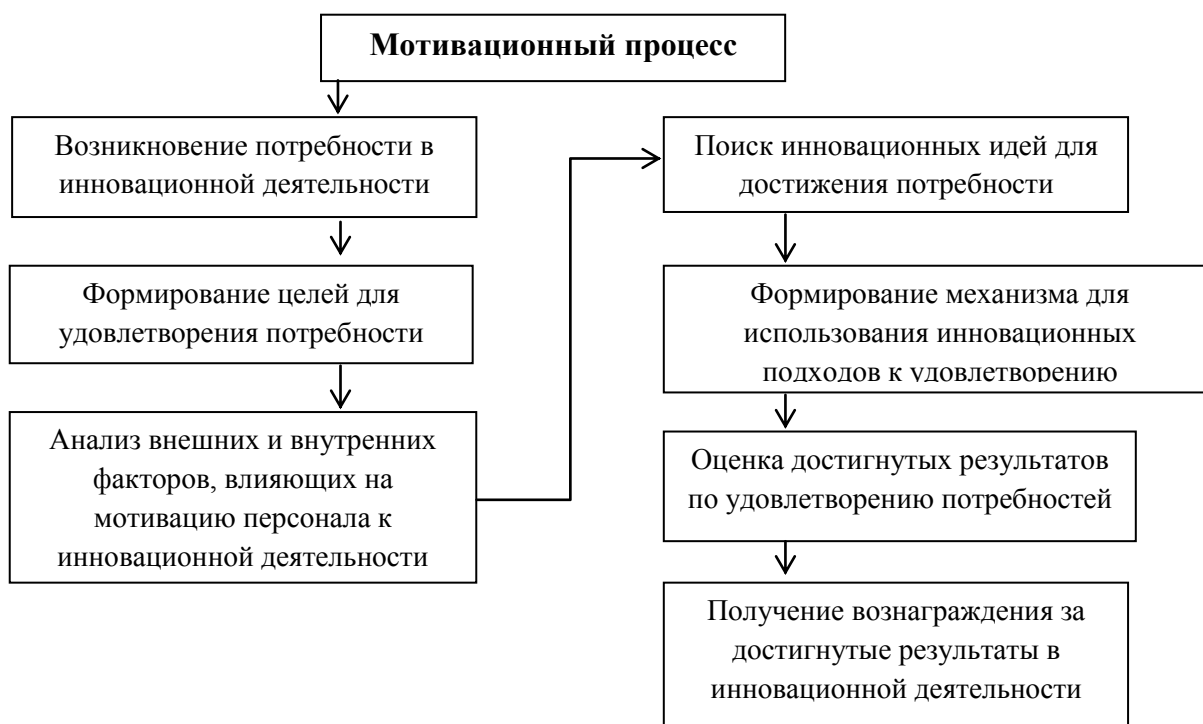 Мотивационный процесс
Возникновение потребности в
инновационной деятельности
Формирование целей для
удовлетворения потребности
Анализ внешних и внутренних
факторов, влияющих на
мотивацию персонала к
инновационной деятельности
Поиск инновационных идей для
достижения потребности
Формирование механизма для
использования инновационных
подходов к удовлетворению
Оценка достигнутых результатов
по удовлетворению потребностей
Получение вознаграждения за
достигнутые результаты в
инновационной деятельности